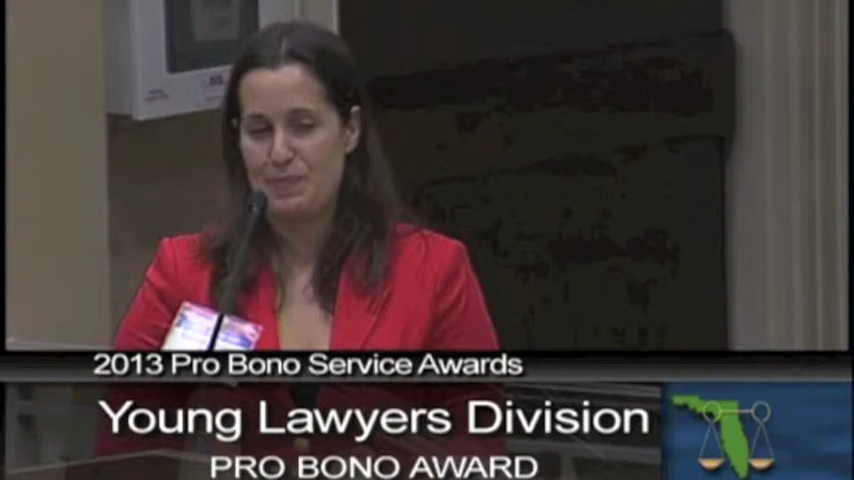 2013 Pro Bono Service Awards
Young Lawyers Division
PRO BONO AWARD